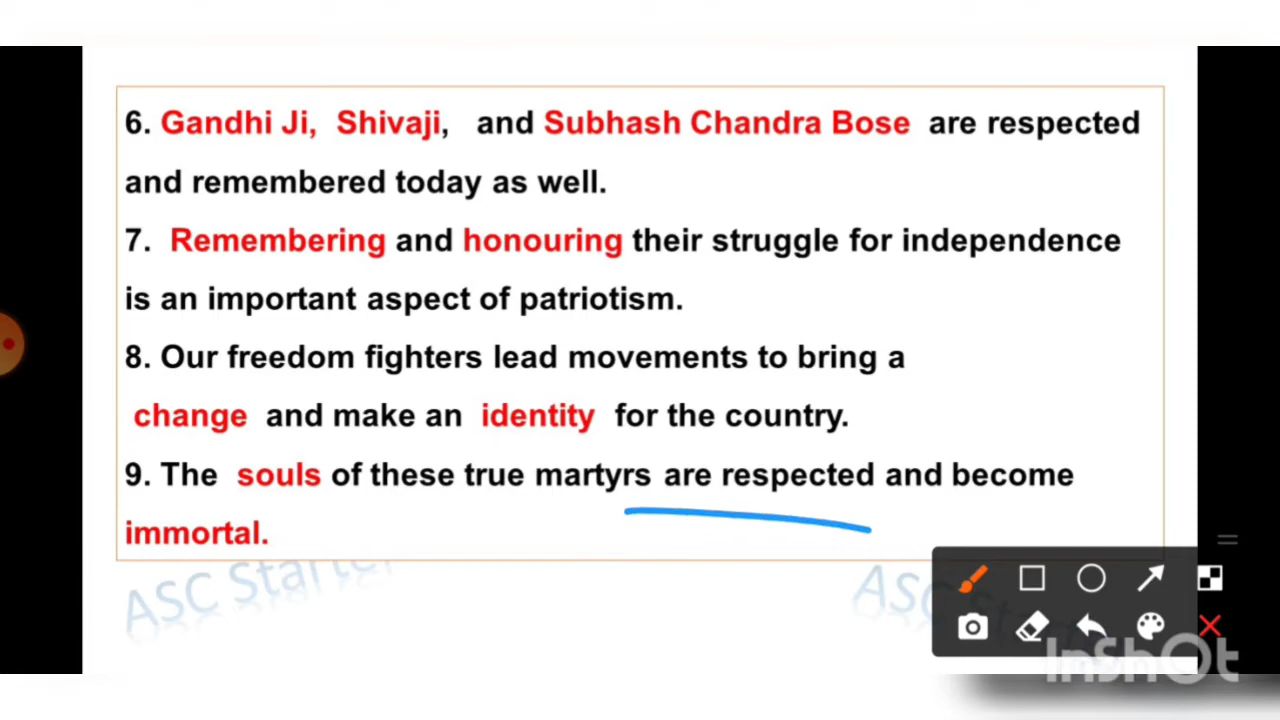 6. Gandhi Ji, Shivaji, and Subhash Chandra Bose are respected
and remembered today as well.
7. Remembering and honouring their struggle for independence
is an important aspect of patriotism.
8. Our freedom fighters lead movements to bring a
change and make an identity for the country.
9. The souls of these true martyrs are respected and become
immortal.
ASC Starter
ASC
InShOt